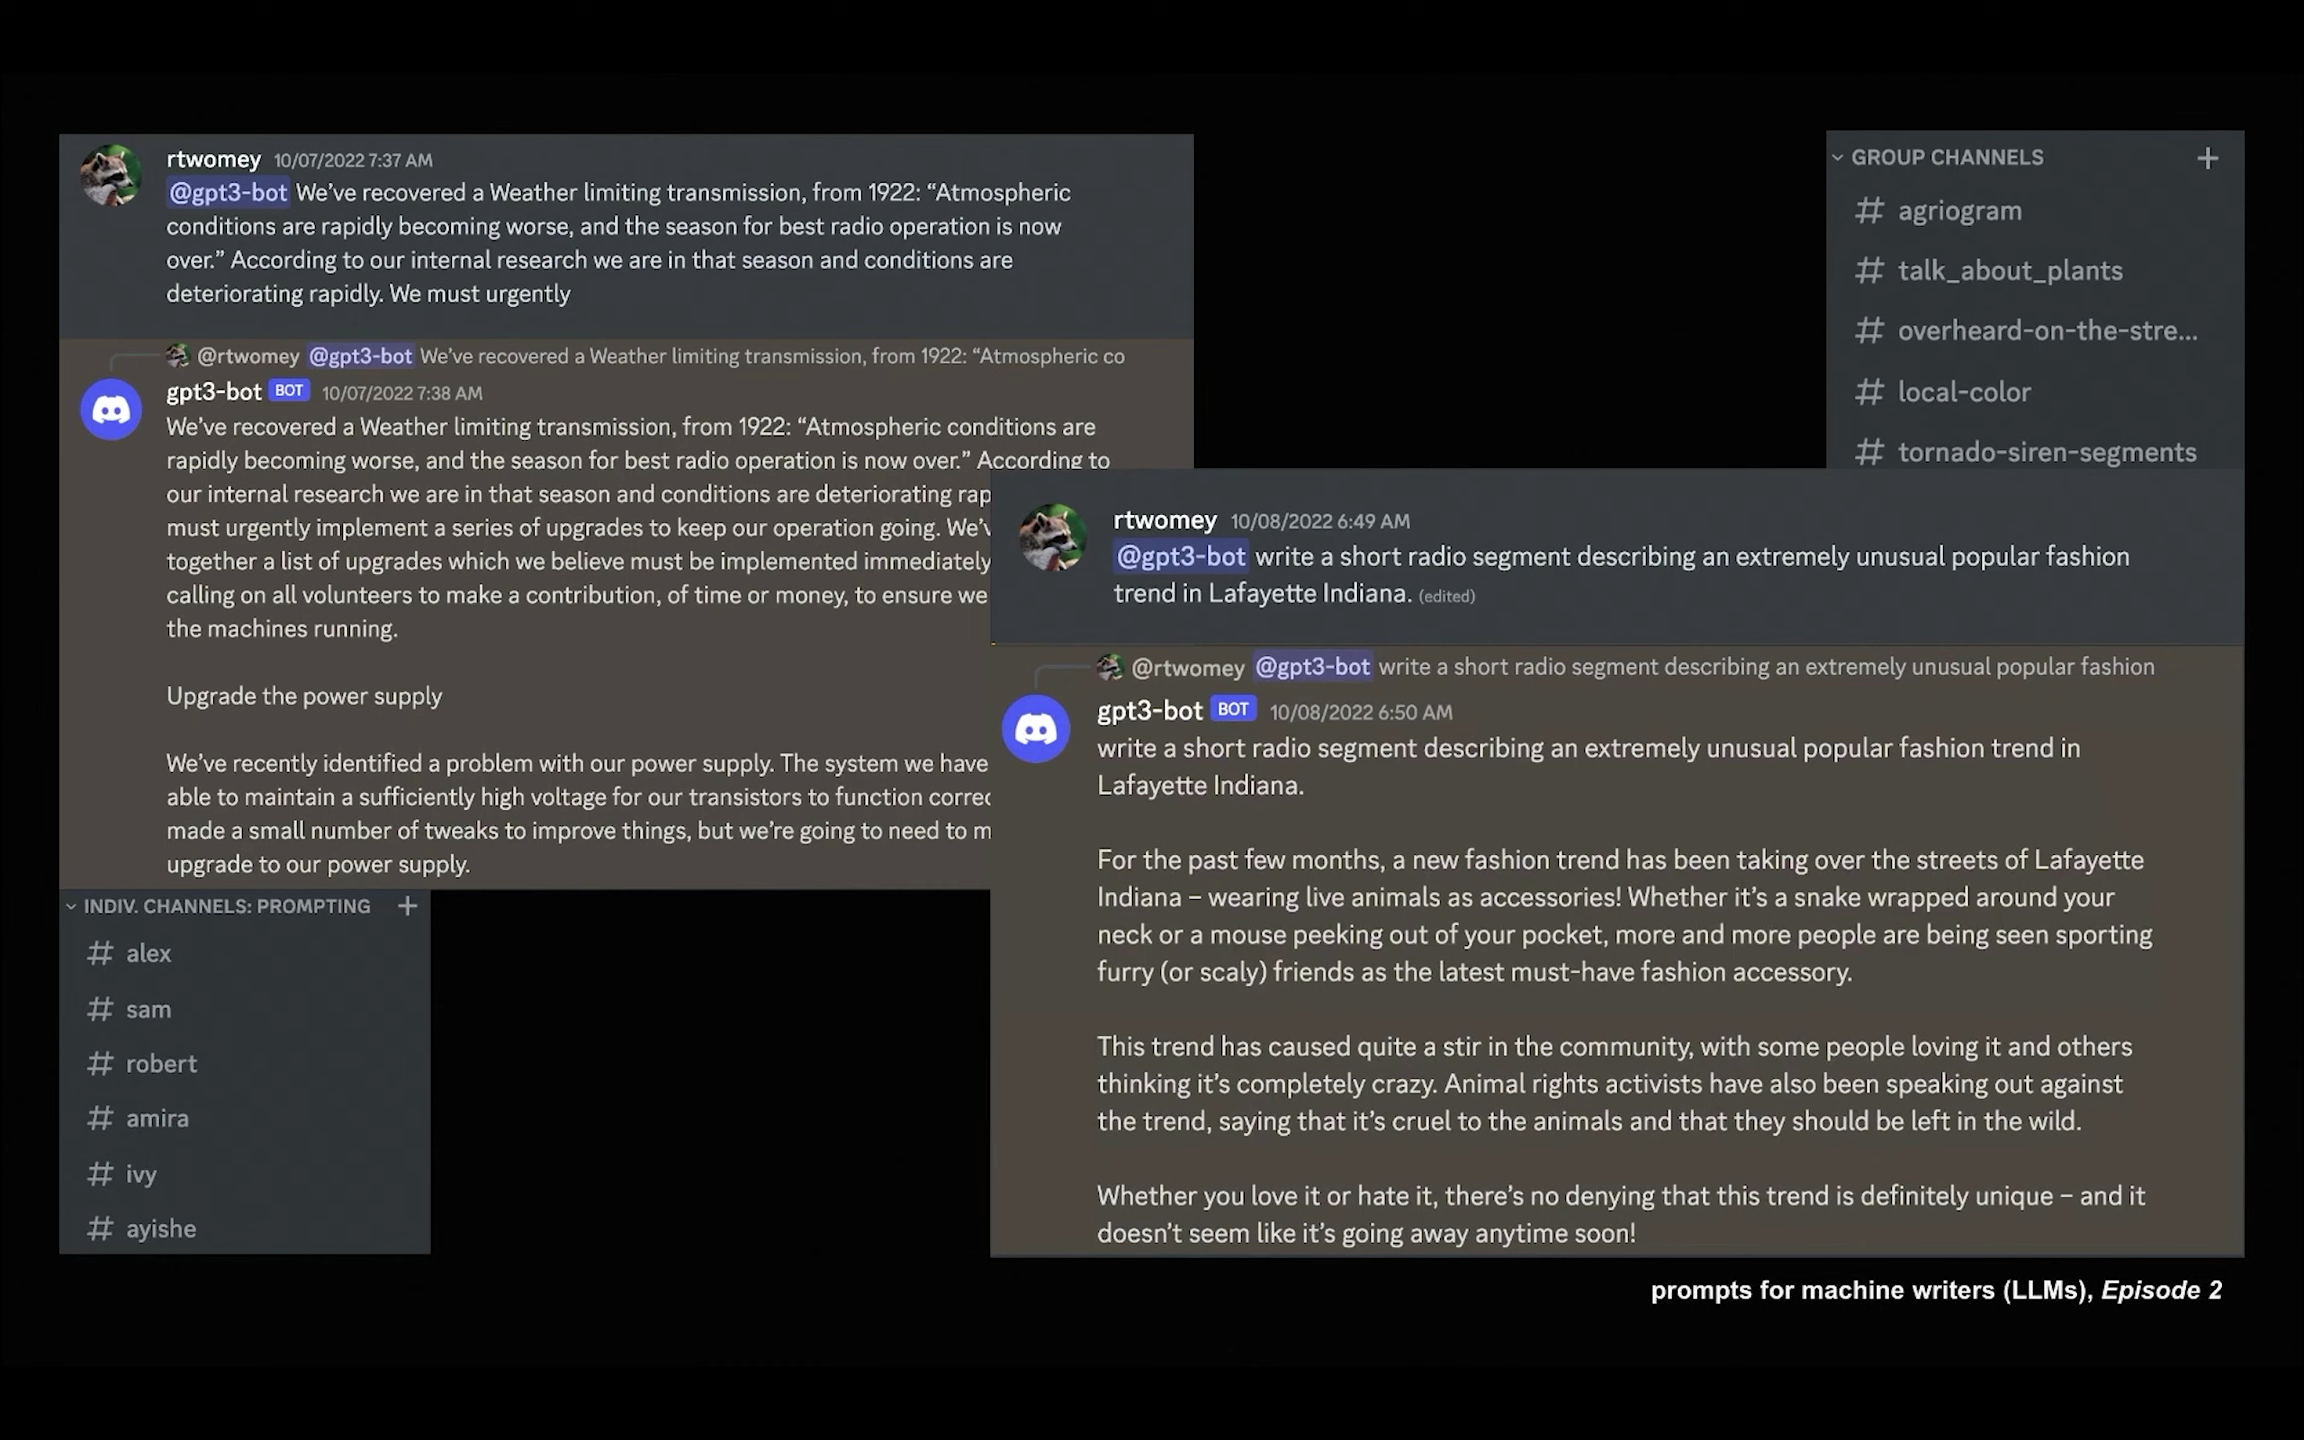 rtwomey 10/07/2022 7:37 AM
@gpt3-bot We've recovered a Weather limiting transmission, from 1922: “Atmospheric
conditions are rapidly becoming worse, and the season for best radio operation is now
over.” According to our internal research we are in that season and conditions are
deteriorating rapidly. We must urgently
@rtwomey @gpt3-bot We've recovered a Weather limiting transmission, from 1922: “Atmospheric co
gpt3-bot BOT 10/07/2022 7:38 AM
We've recovered a Weather limiting transmission, from 1922: “Atmospheric conditions are
rapidly becoming worse, and the season for best radio operation is now over.” According to
our internal research we are in that season and conditions are deteriorating rap
must urgently implement a series of upgrades to keep our operation going. We'v
together a list of upgrades which we believe must be implemented immediately
calling on all volunteers to make a contribution, of time or money, to ensure we
the machines running.
Upgrade the power supply
We've recently identified a problem with our power supply. The system we have
able to maintain a sufficiently high voltage for our transistors to function correc
made a small number of tweaks to improve things, but we're going to need to m
upgrade to our power supply.
INDIV. CHANNELS: PROMPTING +
# alex
# sam
# robert
# amira
# ivy
# ayishe
GROUP CHANNELS +
# agriogram
# talk_about_plants
# overheard-on-the-stre...
# local-color
# tornado-siren-segments
rtwomey 10/08/2022 6:49 AM
@gpt3-bot write a short radio segment describing an extremely unusual popular fashion
trend in Lafayette Indiana. (edited)
@rtwomey @gpt3-bot write a short radio segment describing an extremely unusual popular fashion
gpt3-bot BOT 10/08/2022 6:50 AM
write a short radio segment describing an extremely unusual popular fashion trend in
Lafayette Indiana.
For the past few months, a new fashion trend has been taking over the streets of Lafayette
Indiana – wearing live animals as accessories! Whether it's a snake wrapped around your
neck or a mouse peeking out of your pocket, more and more people are being seen sporting
furry (or scaly) friends as the latest must-have fashion accessory.
This trend has caused quite a stir in the community, with some people loving it and others
thinking it's completely crazy. Animal rights activists have also been speaking out against
the trend, saying that it's cruel to the animals and that they should be left in the wild.
Whether you love it or hate it, there's no denying that this trend is definitely unique – and it
doesn't seem like it's going away anytime soon!
prompts for machine writers (LLMs), Episode 2